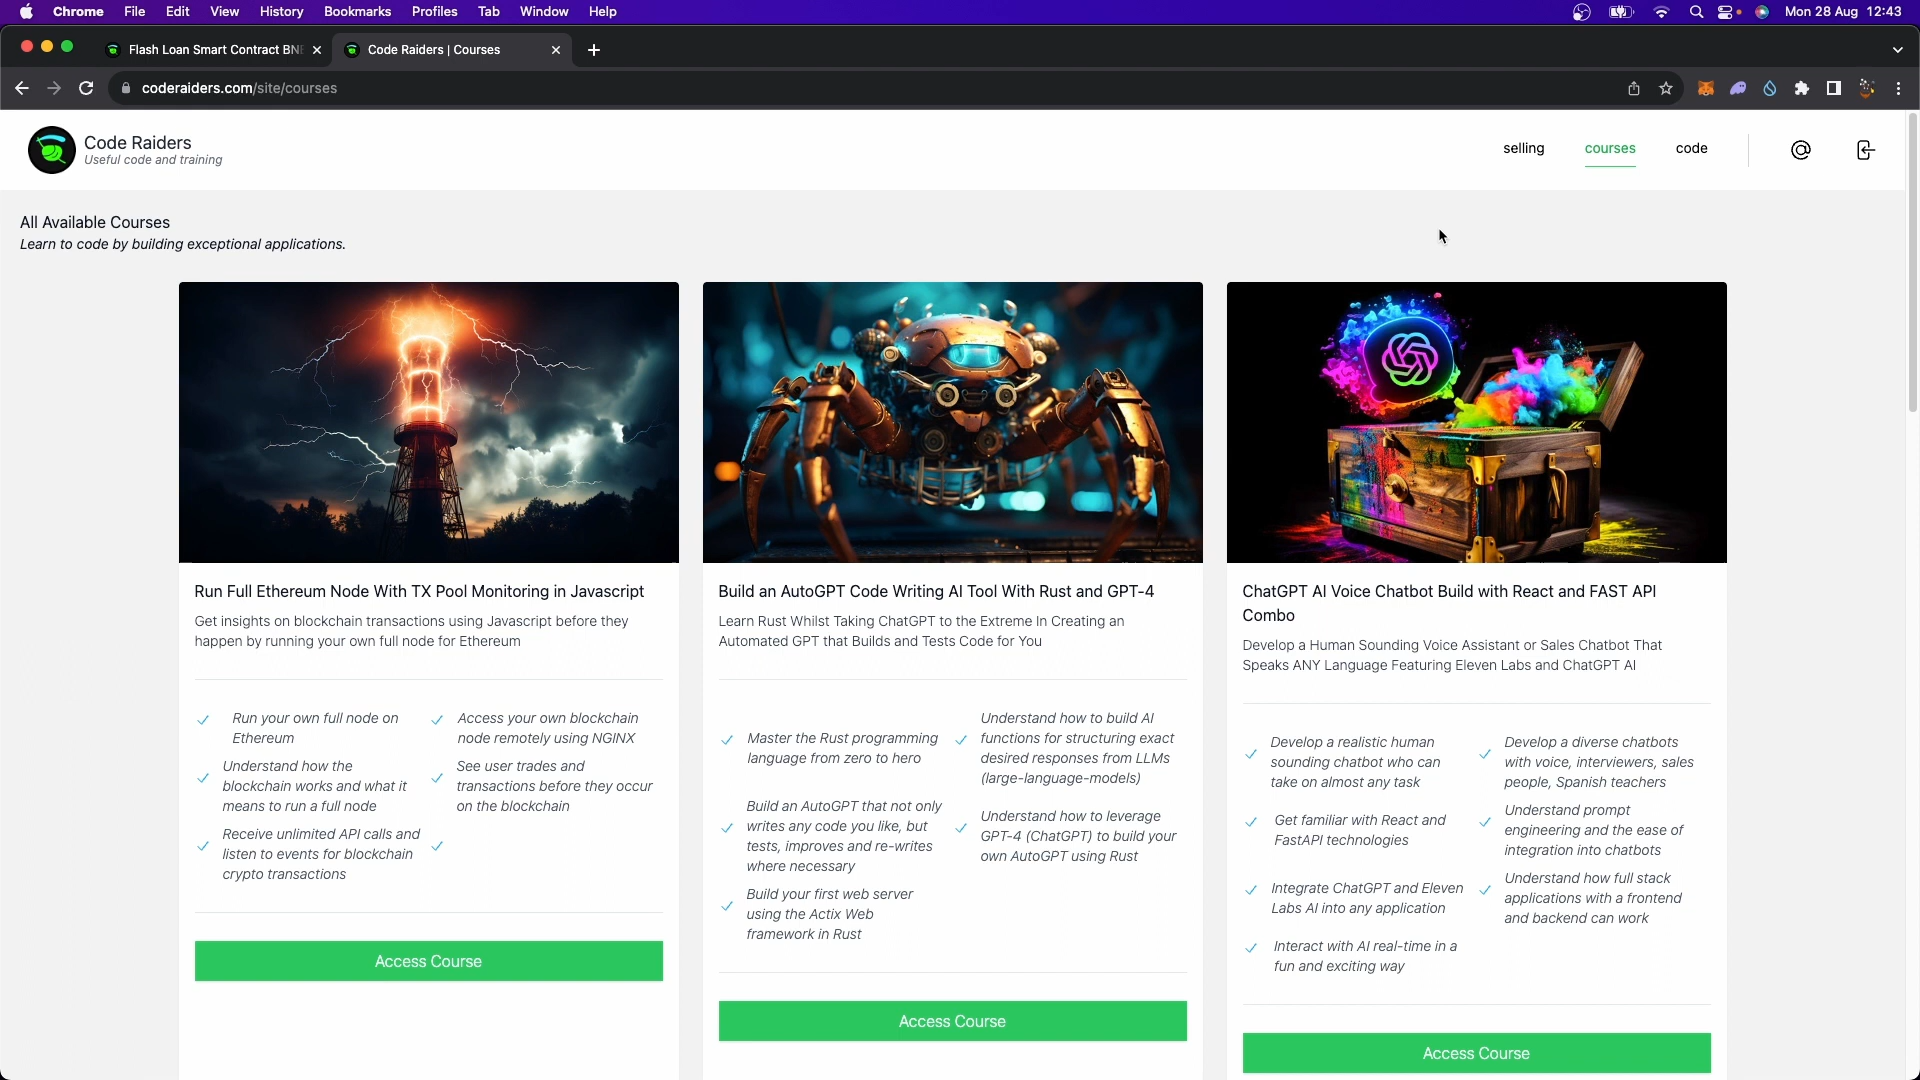 Chrome File Edit View History Bookmarks Profiles Tab Window Help Mon 28 Aug 12:43
Flash Loan Smart Contract BN
Code Raiders | Courses
coderaiders.com/site/courses
Code Raiders
Useful code and training
selling courses code
All Available Courses
Learn to code by building exceptional applications.
Run Full Ethereum Node With TX Pool Monitoring in Javascript
Get insights on blockchain transactions using Javascript before they
happen by running your own full node for Ethereum
Run your own full node on
Ethereum
Access your own blockchain
node remotely using NGINX
Understand how the
blockchain works and what it
means to run a full node
See user trades and
transactions before they occur
on the blockchain
Receive unlimited API calls and
listen to events for blockchain
crypto transactions
Access Course
Build an AutoGPT Code Writing AI Tool With Rust and GPT-4
Learn Rust Whilst Taking ChatGPT to the Extreme In Creating an
Automated GPT that Builds and Tests Code for You
Master the Rust programming
language from zero to hero
Understand how to build AI
functions for structuring exact
desired responses from LLMs
(large-language-models)
Build an AutoGPT that not only
writes any code you like, but
tests, improves and re-writes
where necessary
Understand how to leverage
GPT-4 (ChatGPT) to build your
own AutoGPT using Rust
Build your first web server
using the Actix Web
framework in Rust
Access Course
ChatGPT AI Voice Chatbot Build with React and FAST API
Combo
Develop a Human Sounding Voice Assistant or Sales Chatbot That
Speaks ANY Language Featuring Eleven Labs and ChatGPT AI
Develop a realistic human
sounding chatbot who can
take on almost any task
Develop a diverse chatbots
with voice, interviewers, sales
people, Spanish teachers
Get familiar with React and
FastAPI technologies
Understand prompt
engineering and the ease of
integration into chatbots
Integrate ChatGPT and Eleven
Labs AI into any application
Understand how full stack
applications with a frontend
and backend can work
Interact with AI real-time in a
fun and exciting way
Access Course